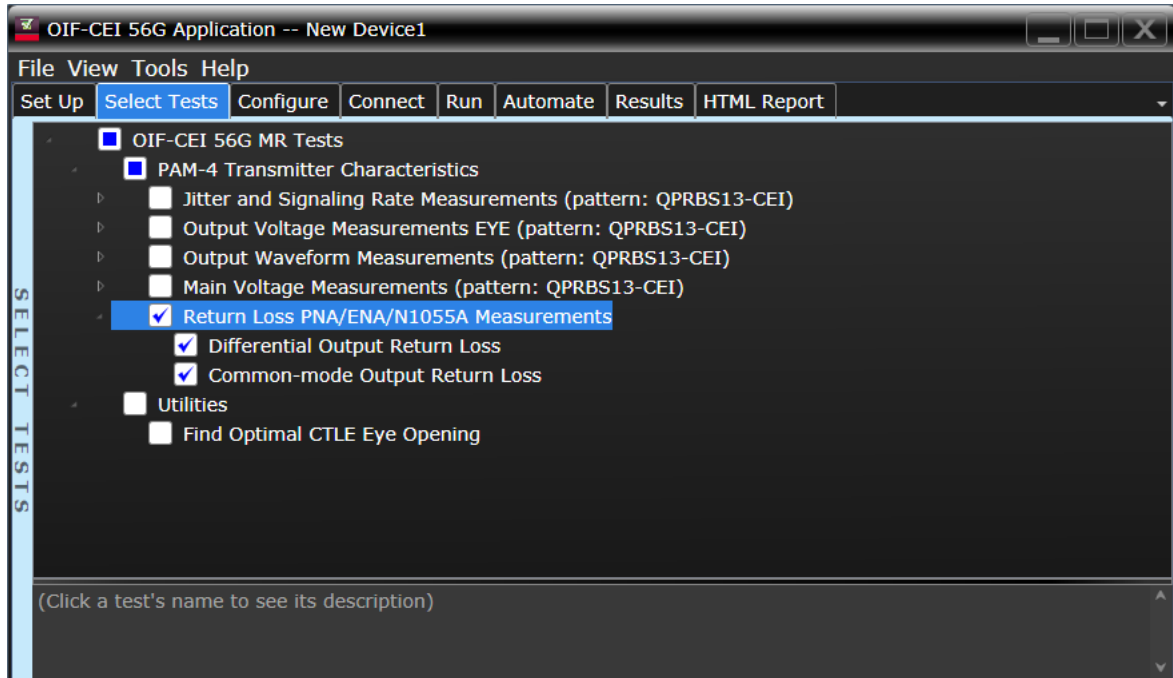 OIF-CEI 56G Application -- New Device1
File View Tools Help
Set Up Select Tests Configure Connect Run Automate Results HTML Report
OIF-CEI 56G MR Tests
PAM-4 Transmitter Characteristics
Jitter and Signaling Rate Measurements (pattern: QPRBS13-CEI)
Output Voltage Measurements EYE (pattern: QPRBS13-CEI)
Output Waveform Measurements (pattern: QPRBS13-CEI)
Main Voltage Measurements (pattern: QPRBS13-CEI)
Return Loss PNA/ENA/N1055A Measurements
Differential Output Return Loss
Common-mode Output Return Loss
Utilities
Find Optimal CTLE Eye Opening
SELECT TESTS
(Click a test's name to see its description)